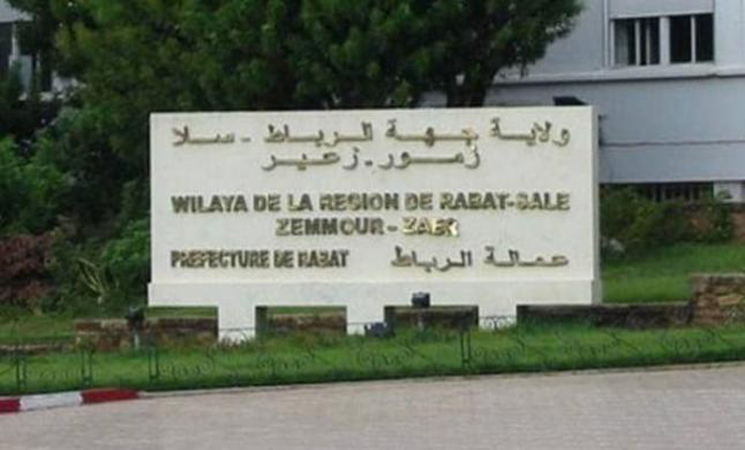 ولاية جهة الرباط - سلا
زمور - زعير
WILAYA DE LA REGION DE RABAT-SALE
ZEMMOUR - ZAER
PREFECTURE DE RABAT عمالة الرباط